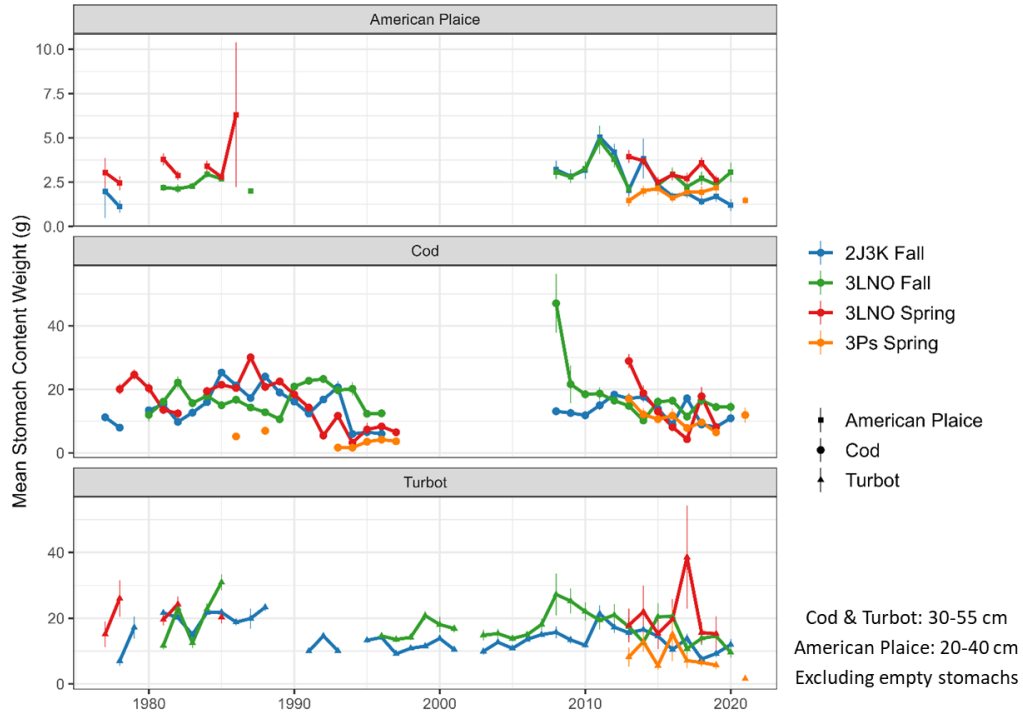 American Plaice
10.0
7.5
5.0
2.5
0.0
Cod
40
20
0
Turbot
40
20
0
1980 1990 2000 2010 2020
Mean Stomach Content Weight (g)
2J3K Fall
3LNO Fall
3LNO Spring
3Ps Spring
American Plaice
Cod
Turbot
Cod & Turbot: 30-55 cm
American Plaice: 20-40 cm
Excluding empty stomachs